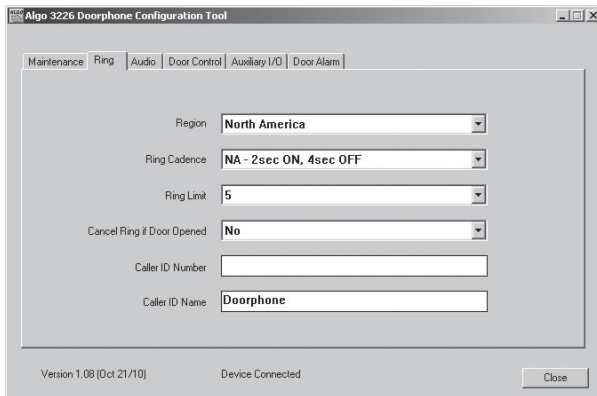 ALGO
Algo 3226 Doorphone Configuration Tool
Maintenance Ring Audio Door Control Auxiliary I/O Door Alarm
Region North America
Ring Cadence NA - 2sec ON, 4sec OFF
Ring Limit 5
Cancel Ring if Door Opened No
Caller ID Number
Caller ID Name Doorphone
Version 1.08 (Oct 21/10) Device Connected Close